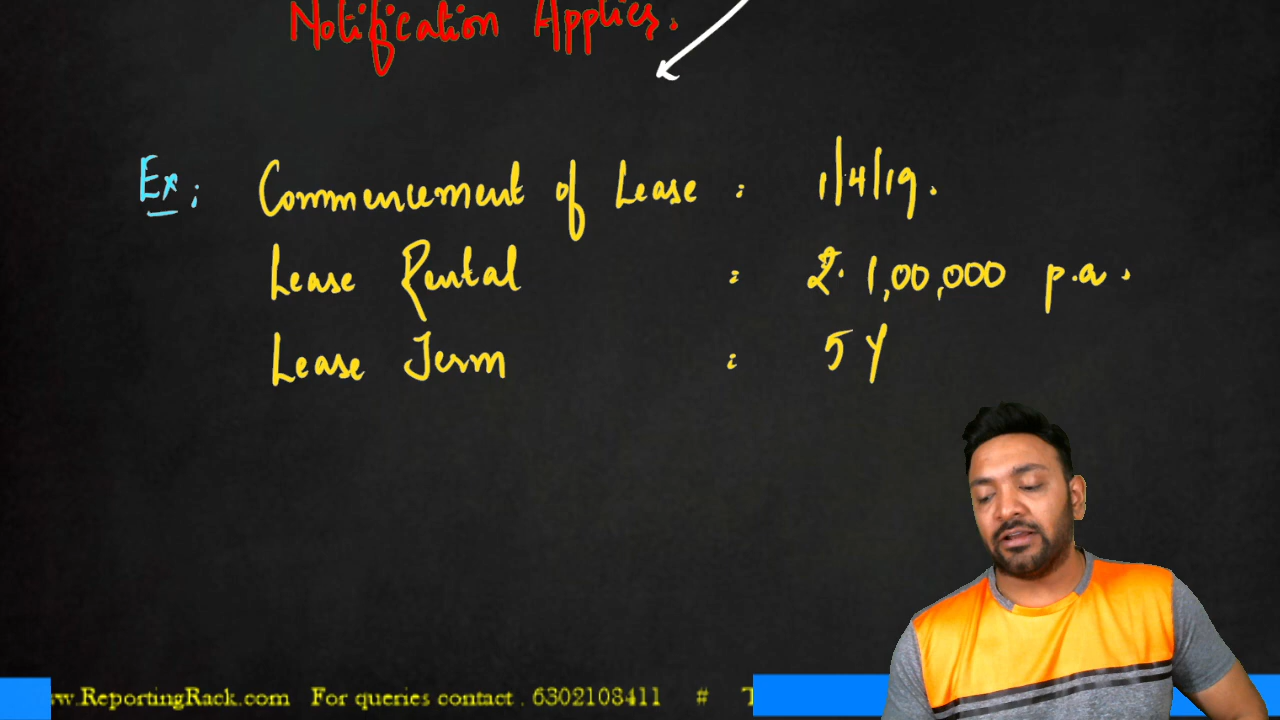 Notification Applies.
Ex: Commencement of Lease : 1/4/19.
Lease Rental : ₹. 1,00,000 p.a.
Lease Term : 5Y
w.ReportingRack.com For queries contact . 6302108411 # T